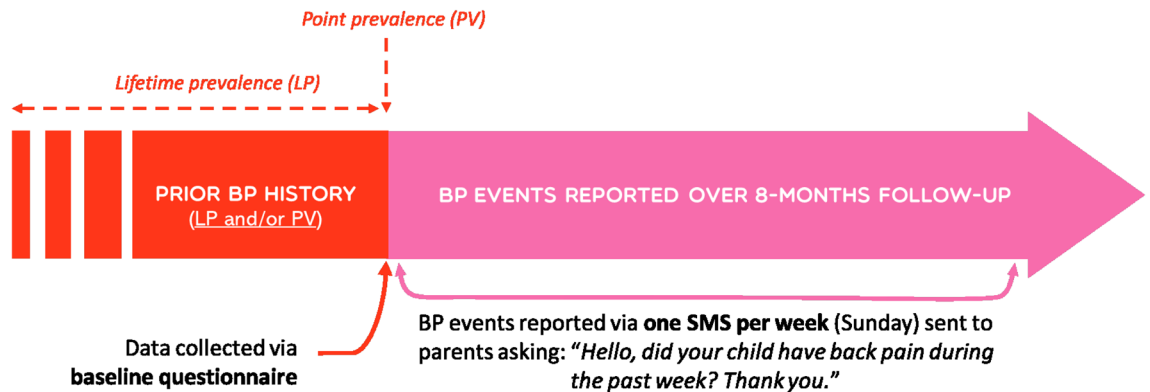 Point prevalence (PV)
Lifetime prevalence (LP)
PRIOR BP HISTORY
(LP and/or PV)
BP EVENTS REPORTED OVER 8-MONTHS FOLLOW-UP
Data collected via
baseline questionnaire
BP events reported via one SMS per week (Sunday) sent to
parents asking: “Hello, did your child have back pain during
the past week? Thank you.”